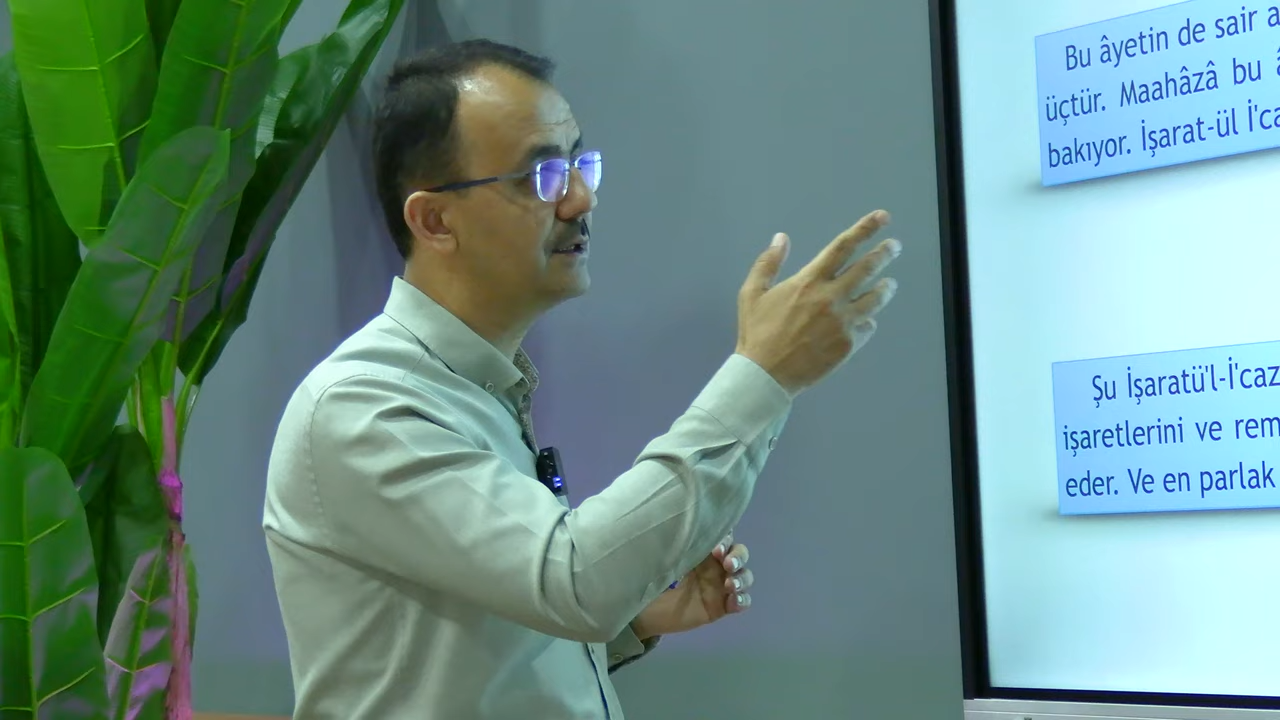 Bu âyetin de sair
üçtür. Maahâzâ bu
bakıyor. İşarat-ül İ'caz
Şu İşaratü'l-İ'caz
işaretlerini ve rem
eder. Ve en parlak